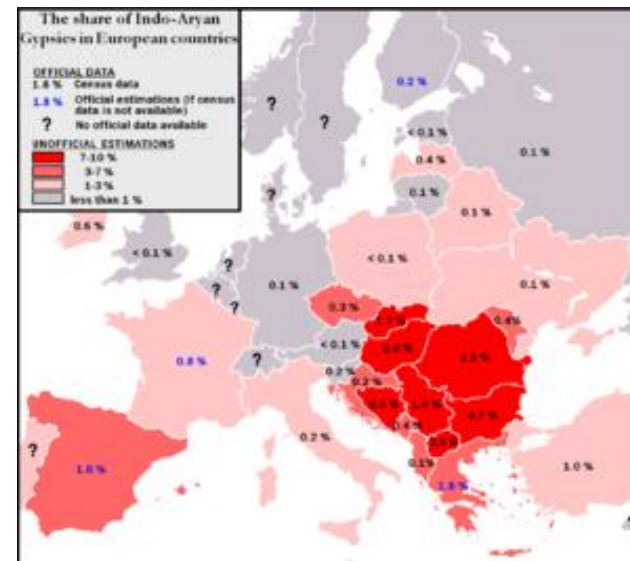 The share of Indo-Aryan
Gypsies in European countries
OFFICIAL DATA
1.8 % Census data
1.8 % Official estimations (if census
data is not available)
? No official data available
UNOFFICIAL ESTIMATIONS
7-10 %
3-7 %
1-3 %
less than 1 %
0.2 %
?
?
< 0.1 %
0.1 %
0.4 %
?
0.1 %
0.1 %
0.6 %
< 0.1 %
?
< 0.1 %
0.1 %
0.1 %
?
?
0.3 %
0.4%
< 0.1 %
?
0.2 %
0.8 %
0.2 %
0.2 %
0.1%
?
1.8 %
1.0 %